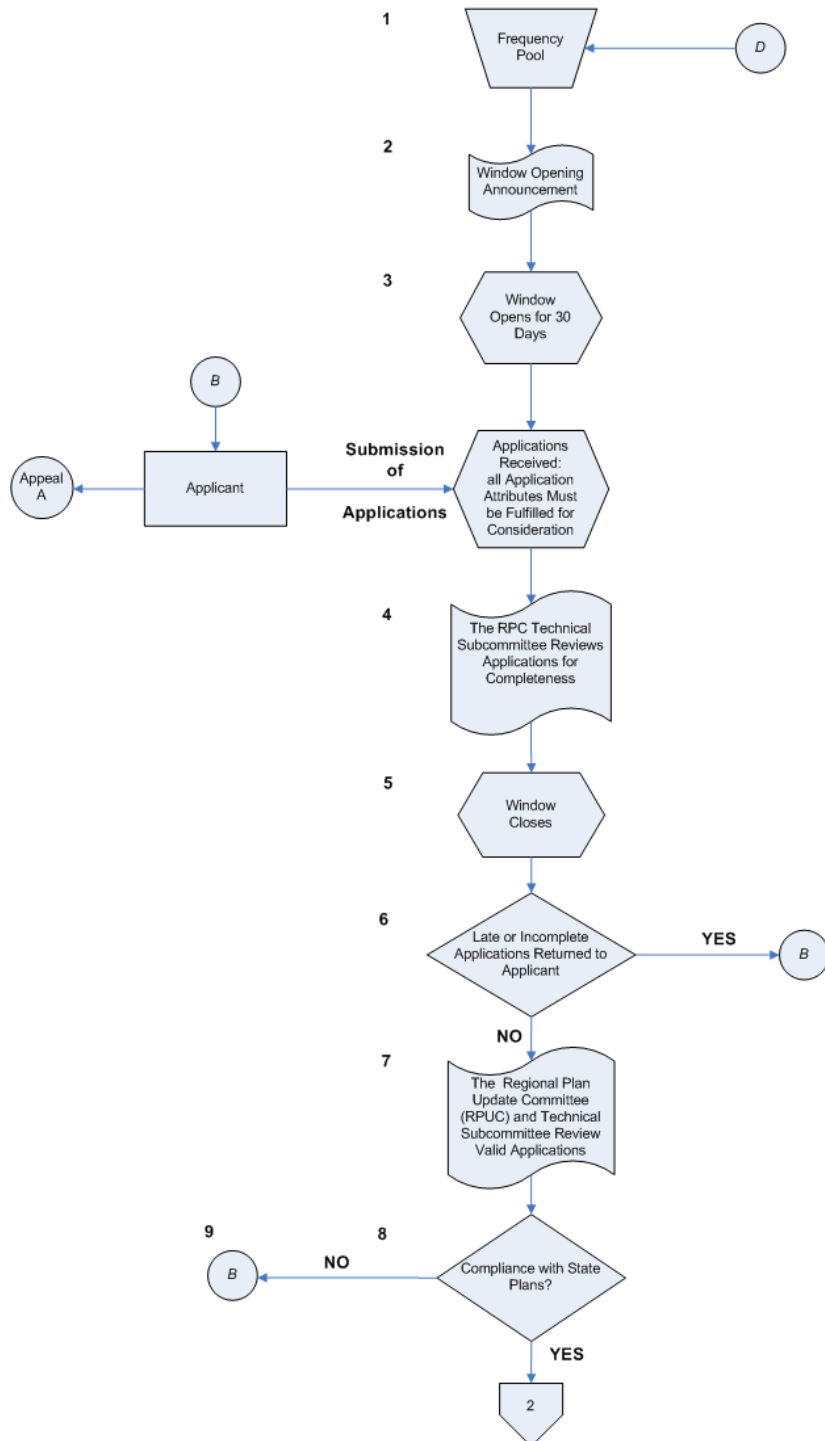 1
Frequency
Pool
D
2
Window Opening
Announcement
3
Window
Opens for 30
Days
B
Appeal
A
Applicant
Submission
of
Applications
Applications
Received:
all Application
Attributes Must
be Fulfilled for
Consideration
4
The RPC Technical
Subcommittee Reviews
Applications for
Completeness
5
Window
Closes
6
Late or Incomplete
Applications Returned to
Applicant
YES
B
NO
7
The Regional Plan
Update Committee
(RPUC) and Technical
Subcommittee Review
Valid Applications
9
8
B
NO
Compliance with State
Plans?
YES
2